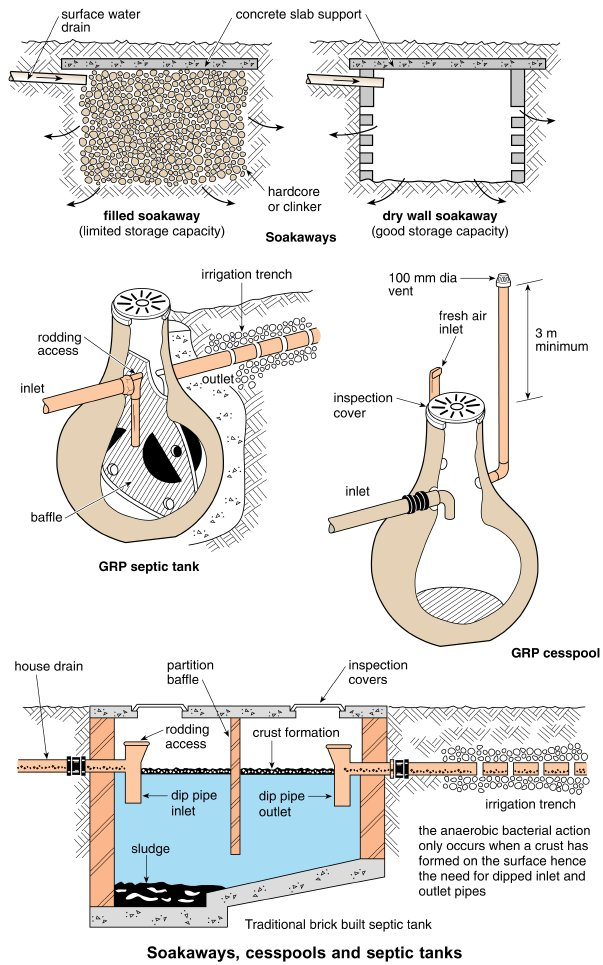 surface water
drain
concrete slab support
hardcore
or clinker
filled soakaway
(limited storage capacity)
dry wall soakaway
(good storage capacity)
Soakaways
irrigation trench
rodding
access
inlet
outlet
baffle
GRP septic tank
100 mm dia
vent
fresh air
inlet
3 m
minimum
inspection
cover
inlet
GRP cesspool
house drain
partition
baffle
inspection
covers
rodding
access
crust formation
dip pipe
inlet
dip pipe
outlet
irrigation trench
sludge
the anaerobic bacterial action
only occurs when a crust has
formed on the surface hence
the need for dipped inlet and
outlet pipes
Traditional brick built septic tank
Soakaways, cesspools and septic tanks